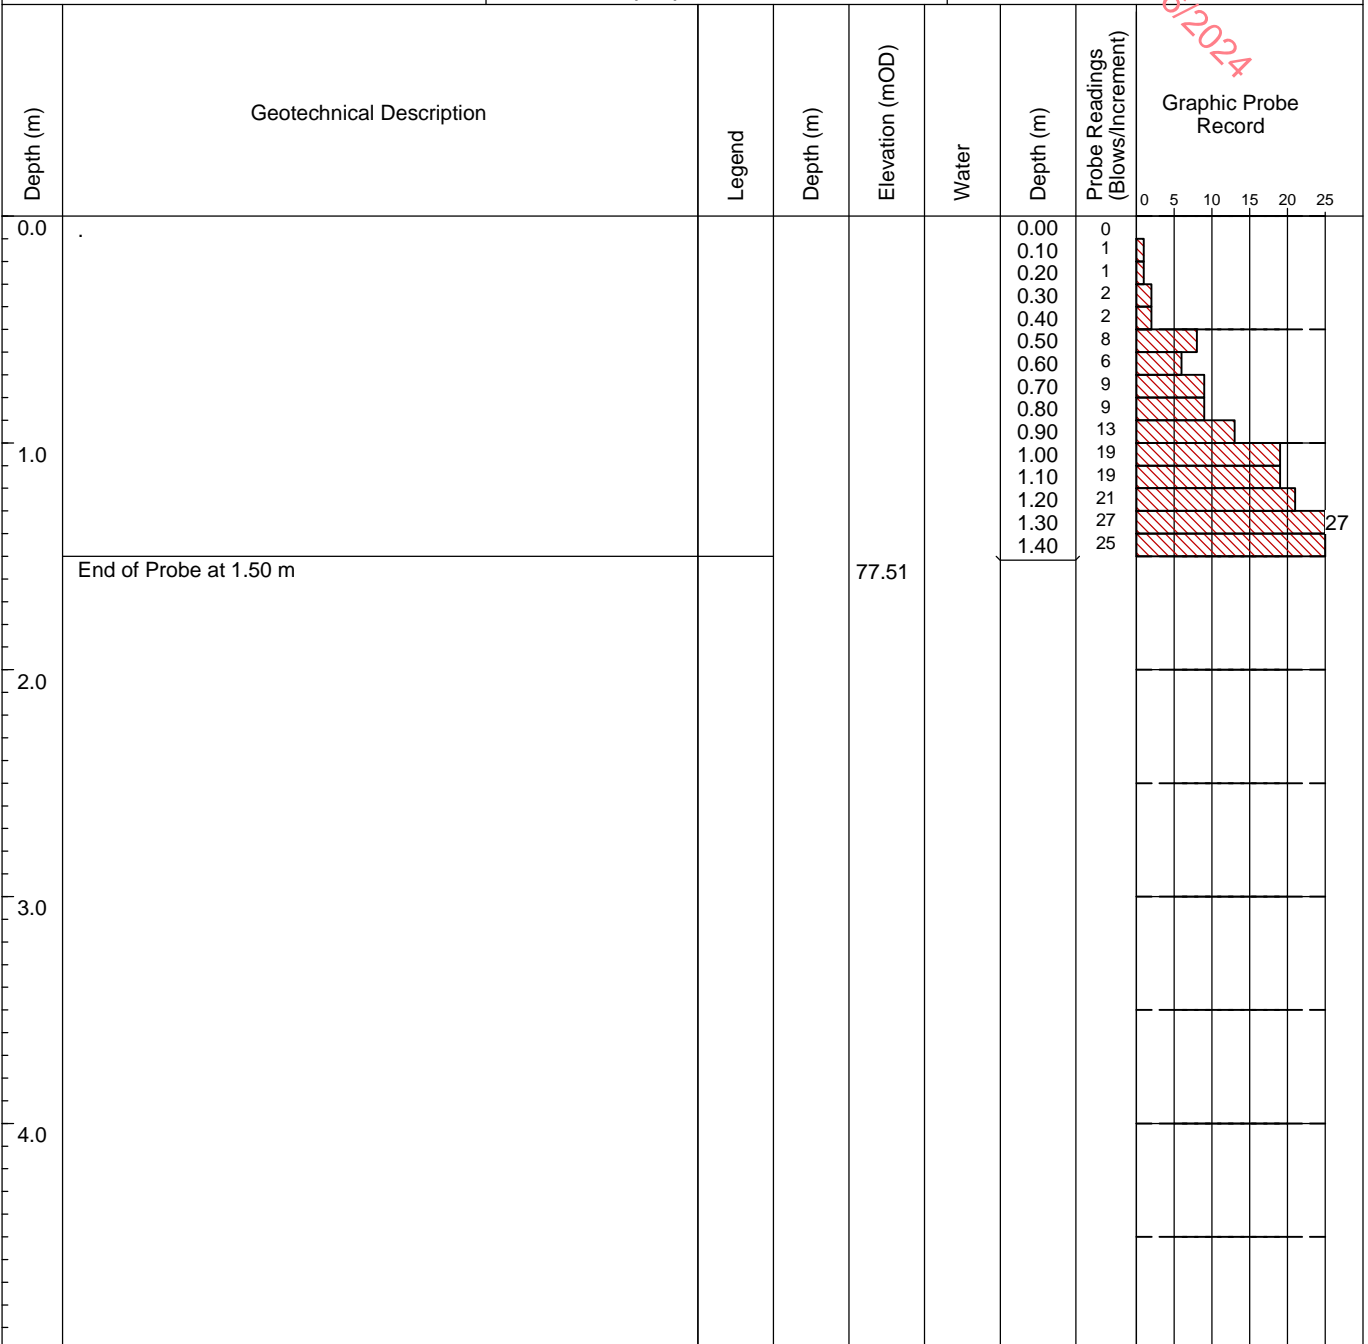 /2024
Depth (m)
Geotechnical Description
Legend
Depth (m)
Elevation (mOD)
Water
Depth (m)
Probe Readings
(Blows/Increment)
Graphic Probe
Record
0 5 10 15 20 25
0.0 . 0.00 0
0.10 1
0.20 1
0.30 2
0.40 2
0.50 8
0.60 6
0.70 9
0.80 9
0.90 13
1.0 1.00 19
1.10 19
1.20 21
1.30 27 27
1.40 25
End of Probe at 1.50 m 77.51
2.0
3.0
4.0